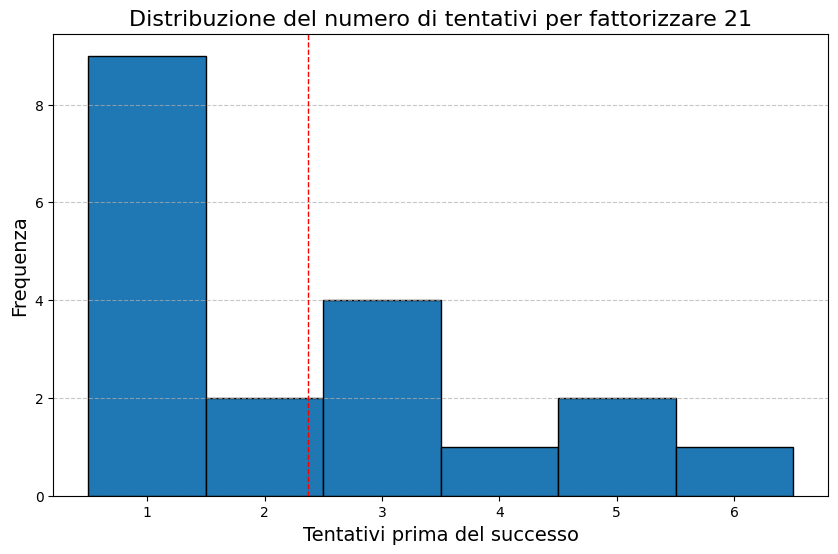 Distribuzione del numero di tentativi per fattorizzare 21
Frequenza
8
6
4
2
0
1 2 3 4 5 6
Tentativi prima del successo